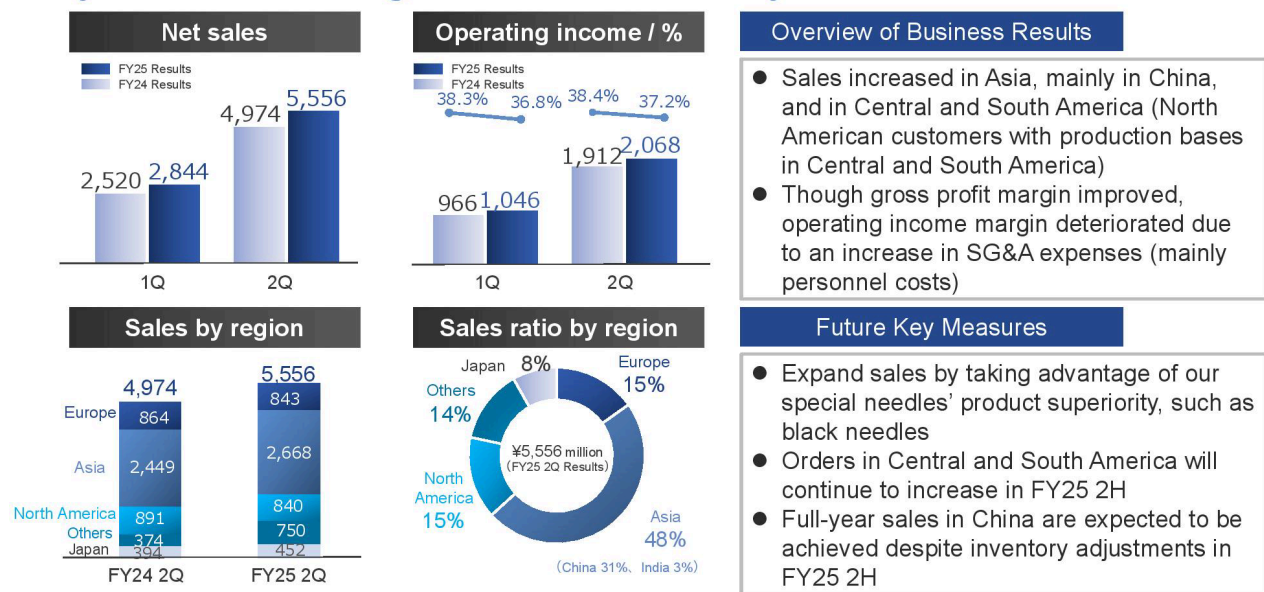 Net sales
FY25 Results
FY24 Results
2,520
2,844
4,974
5,556
1Q
2Q
Operating income / %
FY25 Results
FY24 Results
38.3%
36.8%
38.4%
37.2%
966
1,046
1,912
2,068
1Q
2Q
Overview of Business Results
● Sales increased in Asia, mainly in China,
and in Central and South America (North
American customers with production bases
in Central and South America)
● Though gross profit margin improved,
operating income margin deteriorated due
to an increase in SG&A expenses (mainly
personnel costs)
Sales by region
4,974
5,556
Europe
864
843
Asia
2,449
2,668
North America
891
840
Others
374
750
Japan
394
452
FY24 2Q
FY25 2Q
Sales ratio by region
Japan
8%
Europe
15%
Others
14%
¥5,556 million
(FY25 2Q Results)
North
America
15%
Asia
48%
(China 31%、India 3%)
Future Key Measures
● Expand sales by taking advantage of our
special needles' product superiority, such as
black needles
● Orders in Central and South America will
continue to increase in FY25 2H
● Full-year sales in China are expected to be
achieved despite inventory adjustments in
FY25 2H